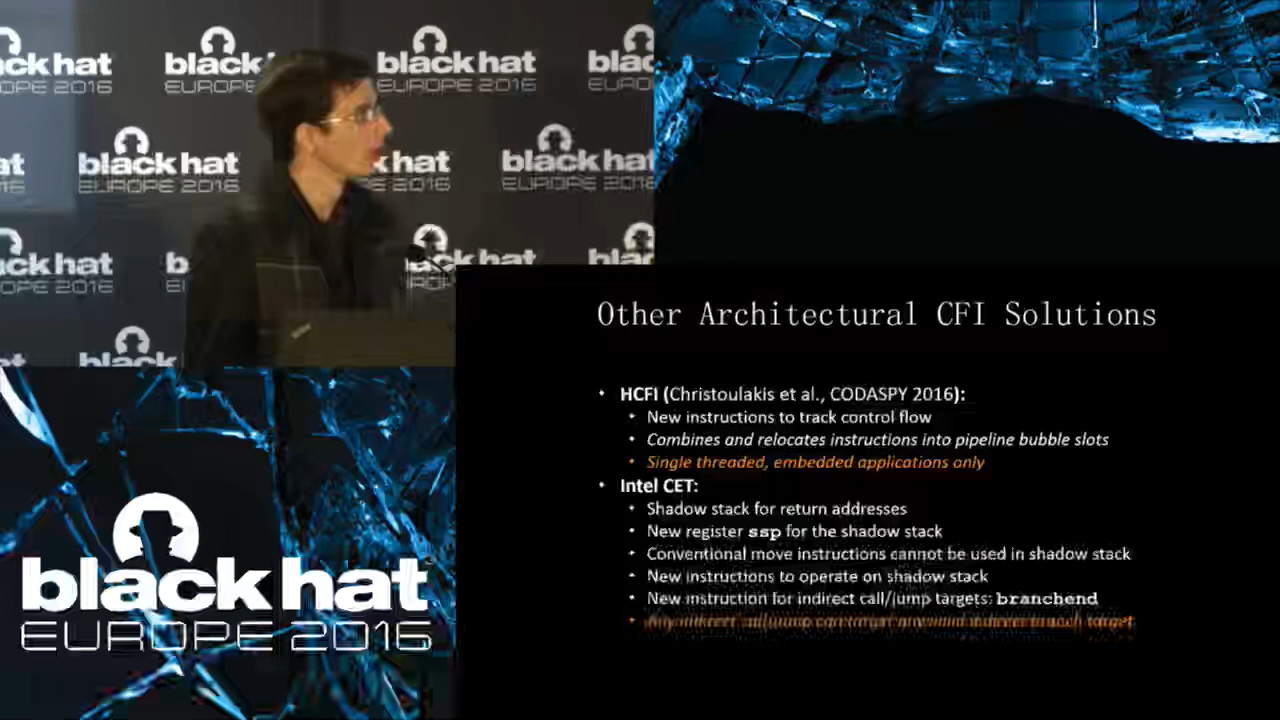 black hat
EUROPE 2016
black hat
EUROPE 2016
black hat
EUROPE 2016
black hat
EUROPE 2016
black hat
EUROPE 2016
Other Architectural CFI Solutions
• HCFI (Christoulakis et al., CODASPY 2016):
• New instructions to track control flow
• Combines and relocates instructions into pipeline bubble slots
• Single threaded, embedded applications only
• Intel CET:
• Shadow stack for return addresses
• New register ssp for the shadow stack
• Conventional move instructions cannot be used in shadow stack
• New instructions to operate on shadow stack
• New instruction for indirect call/jump targets: branchend
black hat
EUROPE 2016